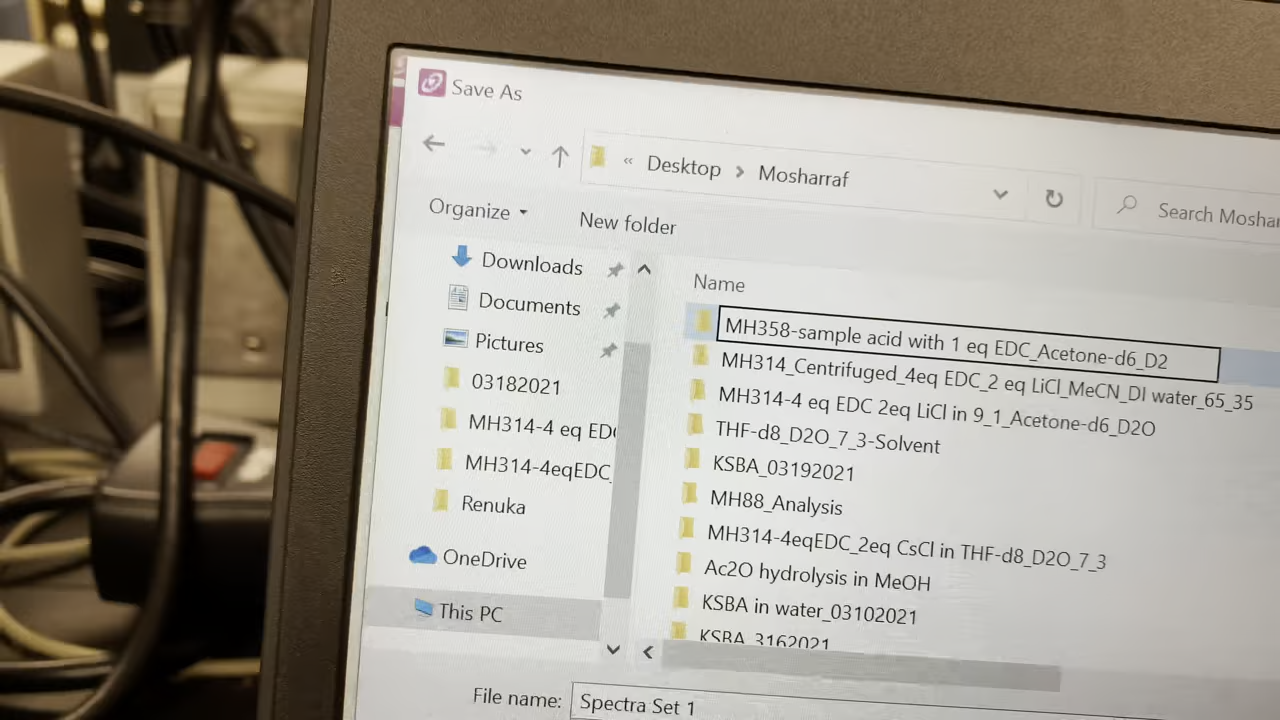 Save As
« Desktop > Mosharraf
Search Moshar
Organize
New folder
Downloads
Documents
Pictures
03182021
MH314-4 eq ED
MH314-4eqEDC_
Renuka
OneDrive
This PC
Name
MH358-sample acid with 1 eq EDC_Acetone-d6_D2
MH314_Centrifuged_4eq EDC_2 eq LiCl_MeCN_DI water_65_35
MH314-4 eq EDC 2eq LiCl in 9_1_Acetone-d6_D2O
THF-d8_D2O_7_3-Solvent
KSBA_03192021
MH88_Analysis
MH314-4eqEDC_2eq CsCl in THF-d8_D2O_7_3
Ac2O hydrolysis in MeOH
KSBA in water_03102021
KSBA_3162021
File name: Spectra Set 1